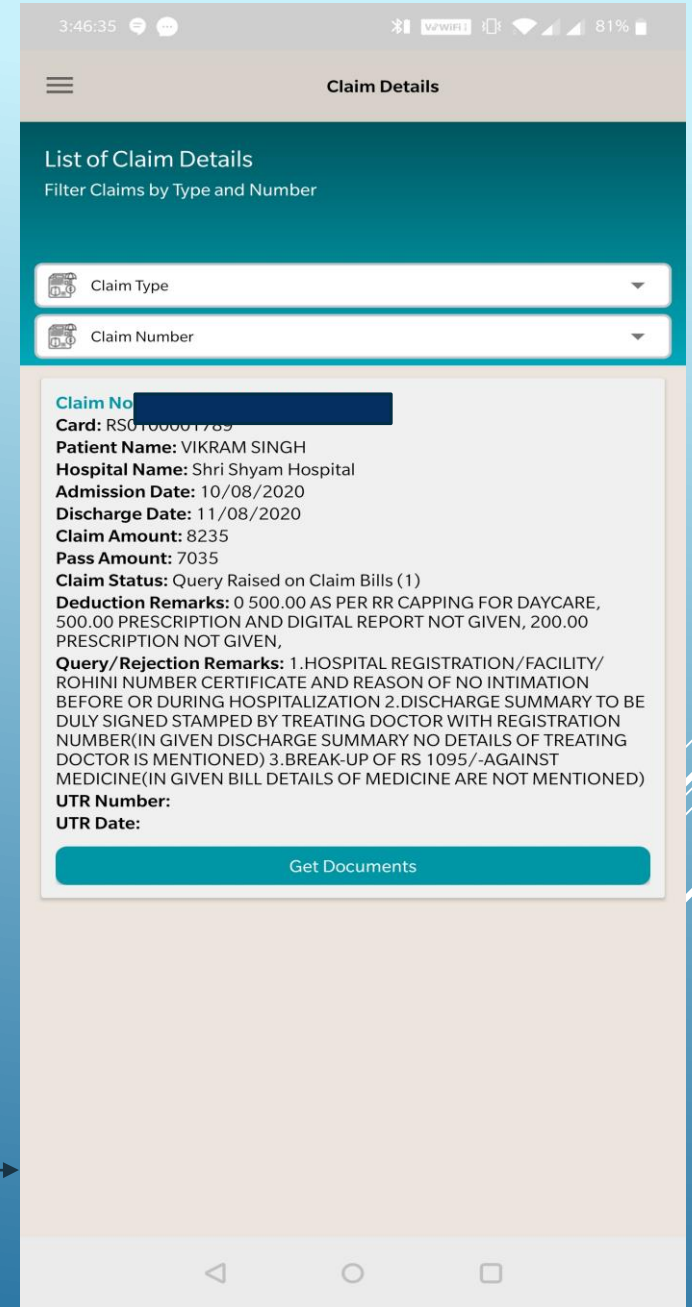 3:46:35
81%
Claim Details
List of Claim Details
Filter Claims by Type and Number
Claim Type
Claim Number
Claim No
Card: RS0100001789
Patient Name: VIKRAM SINGH
Hospital Name: Shri Shyam Hospital
Admission Date: 10/08/2020
Discharge Date: 11/08/2020
Claim Amount: 8235
Pass Amount: 7035
Claim Status: Query Raised on Claim Bills (1)
Deduction Remarks: 0 500.00 AS PER RR CAPPING FOR DAYCARE,
500.00 PRESCRIPTION AND DIGITAL REPORT NOT GIVEN, 200.00
PRESCRIPTION NOT GIVEN,
Query/Rejection Remarks: 1.HOSPITAL REGISTRATION/FACILITY/
ROHINI NUMBER CERTIFICATE AND REASON OF NO INTIMATION
BEFORE OR DURING HOSPITALIZATION 2.DISCHARGE SUMMARY TO BE
DULY SIGNED STAMPED BY TREATING DOCTOR WITH REGISTRATION
NUMBER(IN GIVEN DISCHARGE SUMMARY NO DETAILS OF TREATING
DOCTOR IS MENTIONED) 3.BREAK-UP OF RS 1095/-AGAINST
MEDICINE(IN GIVEN BILL DETAILS OF MEDICINE ARE NOT MENTIONED)
UTR Number:
UTR Date:
Get Documents